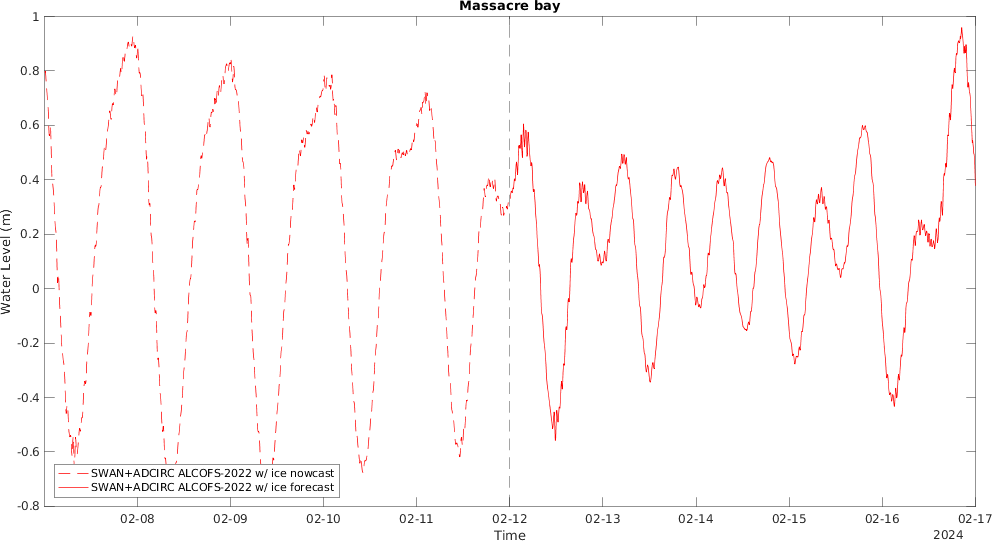 Massacre bay
Water Level (m)
1
0.8
0.6
0.4
0.2
0
-0.2
-0.4
-0.6
-0.8
SWAN+ADCIRC ALCOFS-2022 w/ ice nowcast
SWAN+ADCIRC ALCOFS-2022 w/ ice forecast
02-08 02-09 02-10 02-11 02-12 02-13 02-14 02-15 02-16 02-17
Time
2024